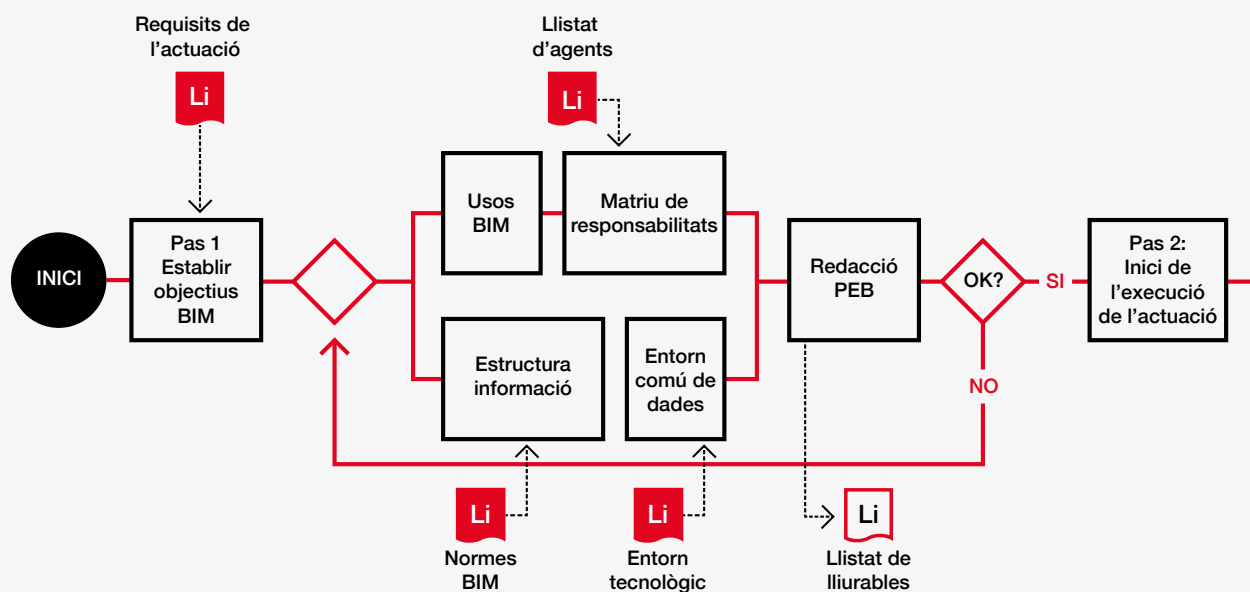 Requisits de
l’actuació
Li
Llistat
d’agents
Li
INICI
Pas 1
Establir
objectius
BIM
Usos
BIM
Matriu de
responsabilitats
Estructura
informació
Entorn
comú de
dades
Redacció
PEB
OK?
SI
NO
Pas 2:
Inici de
l’execució
de l’actuació
Li
Normes
BIM
Li
Entorn
tecnològic
Li
Llistat de
lliurables